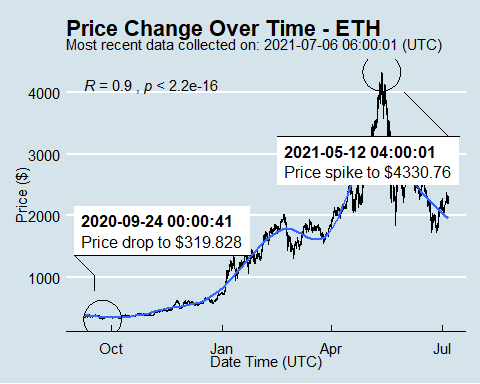 Price Change Over Time - ETH
Most recent data collected on: 2021-07-06 06:00:01 (UTC)
R = 0.9 , p < 2.2e-16
4000
3000
2000
1000
Price ($)
2021-05-12 04:00:01
Price spike to $4330.76
2020-09-24 00:00:41
Price drop to $319.828
Oct
Jan
Apr
Jul
Date Time (UTC)